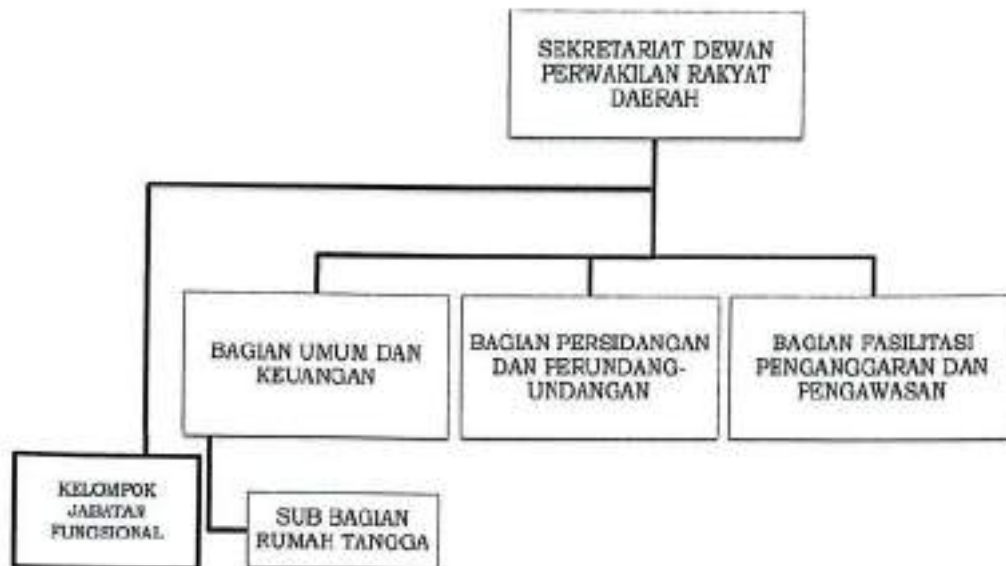 SEKRETARIAT DEWAN
PERWAKILAN RAKYAT
DAERAH
BAGIAN UMUM DAN
KEUANGAN
BAGIAN PERSIDANGAN
DAN PERUNDANG-
UNDANGAN
BAGIAN FASILITASI
PENGANGGARAN DAN
PENGAWASAN
KELOMPOK
JABATAN
FUNGSIONAL
SUB BAGIAN
RUMAH TANGGA